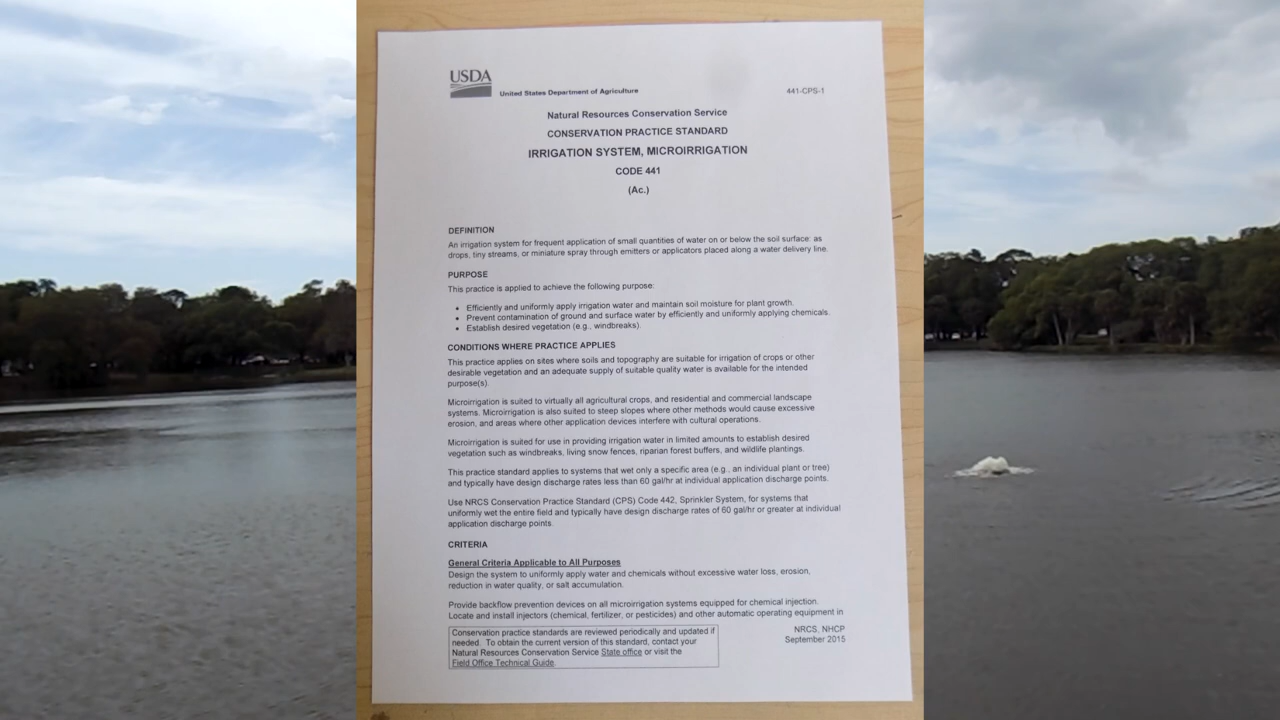 USDA
United States Department of Agriculture
441-CPS-1
Natural Resources Conservation Service
CONSERVATION PRACTICE STANDARD
IRRIGATION SYSTEM, MICROIRRIGATION
CODE 441
(Ac.)
DEFINITION
An irrigation system for frequent application of small quantities of water on or below the soil surface: as
drops, tiny streams, or miniature spray through emitters or applicators placed along a water delivery line.
PURPOSE
This practice is applied to achieve the following purpose:
• Efficiently and uniformly apply irrigation water and maintain soil moisture for plant growth.
• Prevent contamination of ground and surface water by efficiently and uniformly applying chemicals.
• Establish desired vegetation (e.g., windbreaks).
CONDITIONS WHERE PRACTICE APPLIES
This practice applies on sites where soils and topography are suitable for irrigation of crops or other
desirable vegetation and an adequate supply of suitable quality water is available for the intended
purpose(s).
Microirrigation is suited to virtually all agricultural crops, and residential and commercial landscape
systems. Microirrigation is also suited to steep slopes where other methods would cause excessive
erosion, and areas where other application devices interfere with cultural operations.
Microirrigation is suited for use in providing irrigation water in limited amounts to establish desired
vegetation such as windbreaks, living snow fences, riparian forest buffers, and wildlife plantings.
This practice standard applies to systems that wet only a specific area (e.g., an individual plant or tree)
and typically have design discharge rates less than 60 gal/hr at individual application discharge points.
Use NRCS Conservation Practice Standard (CPS) Code 442, Sprinkler System, for systems that
uniformly wet the entire field and typically have design discharge rates of 60 gal/hr or greater at individual
application discharge points.
CRITERIA
General Criteria Applicable to All Purposes
Design the system to uniformly apply water and chemicals without excessive water loss, erosion,
reduction in water quality, or salt accumulation.
Provide backflow prevention devices on all microirrigation systems equipped for chemical injection.
Locate and install injectors (chemical, fertilizer, or pesticides) and other automatic operating equipment in
Conservation practice standards are reviewed periodically and updated if
needed. To obtain the current version of this standard, contact your
Natural Resources Conservation Service State office or visit the
Field Office Technical Guide.
NRCS, NHCP
September 2015